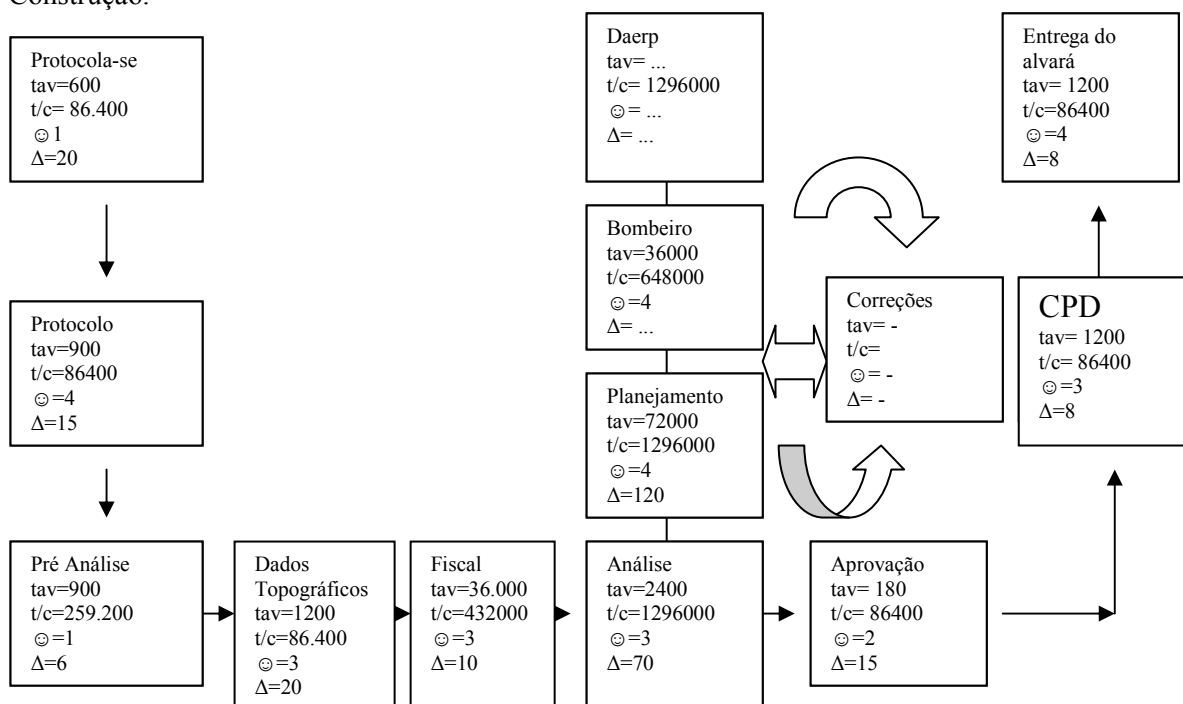 Construção:
Protocola-se
tav=600
t/c= 86.400
☺1
Δ=20
Protocolo
tav=900
t/c=86400
☺=4
Δ=15
Pré Análise
tav=900
t/c=259.200
☺=1
Δ=6
Dados
Topográficos
tav=1200
t/c=86.400
☺=3
Δ=20
Fiscal
tav=36.000
t/c=432000
☺=3
Δ=10
Análise
tav=2400
t/c=1296000
☺=3
Δ=70
Planejamento
tav=72000
t/c=1296000
☺=4
Δ=120
Bombeiro
tav=36000
t/c=648000
☺=4
Δ= ...
Daerp
tav= ...
t/c= 1296000
☺= ...
Δ= ...
Correções
tav= -
t/c=
☺= -
Δ= -
Aprovação
tav= 180
t/c= 86400
☺=2
Δ=15
CPD
tav= 1200
t/c= 86400
☺=3
Δ=8
Entrega do
alvará
tav= 1200
t/c=86400
☺=4
Δ=8